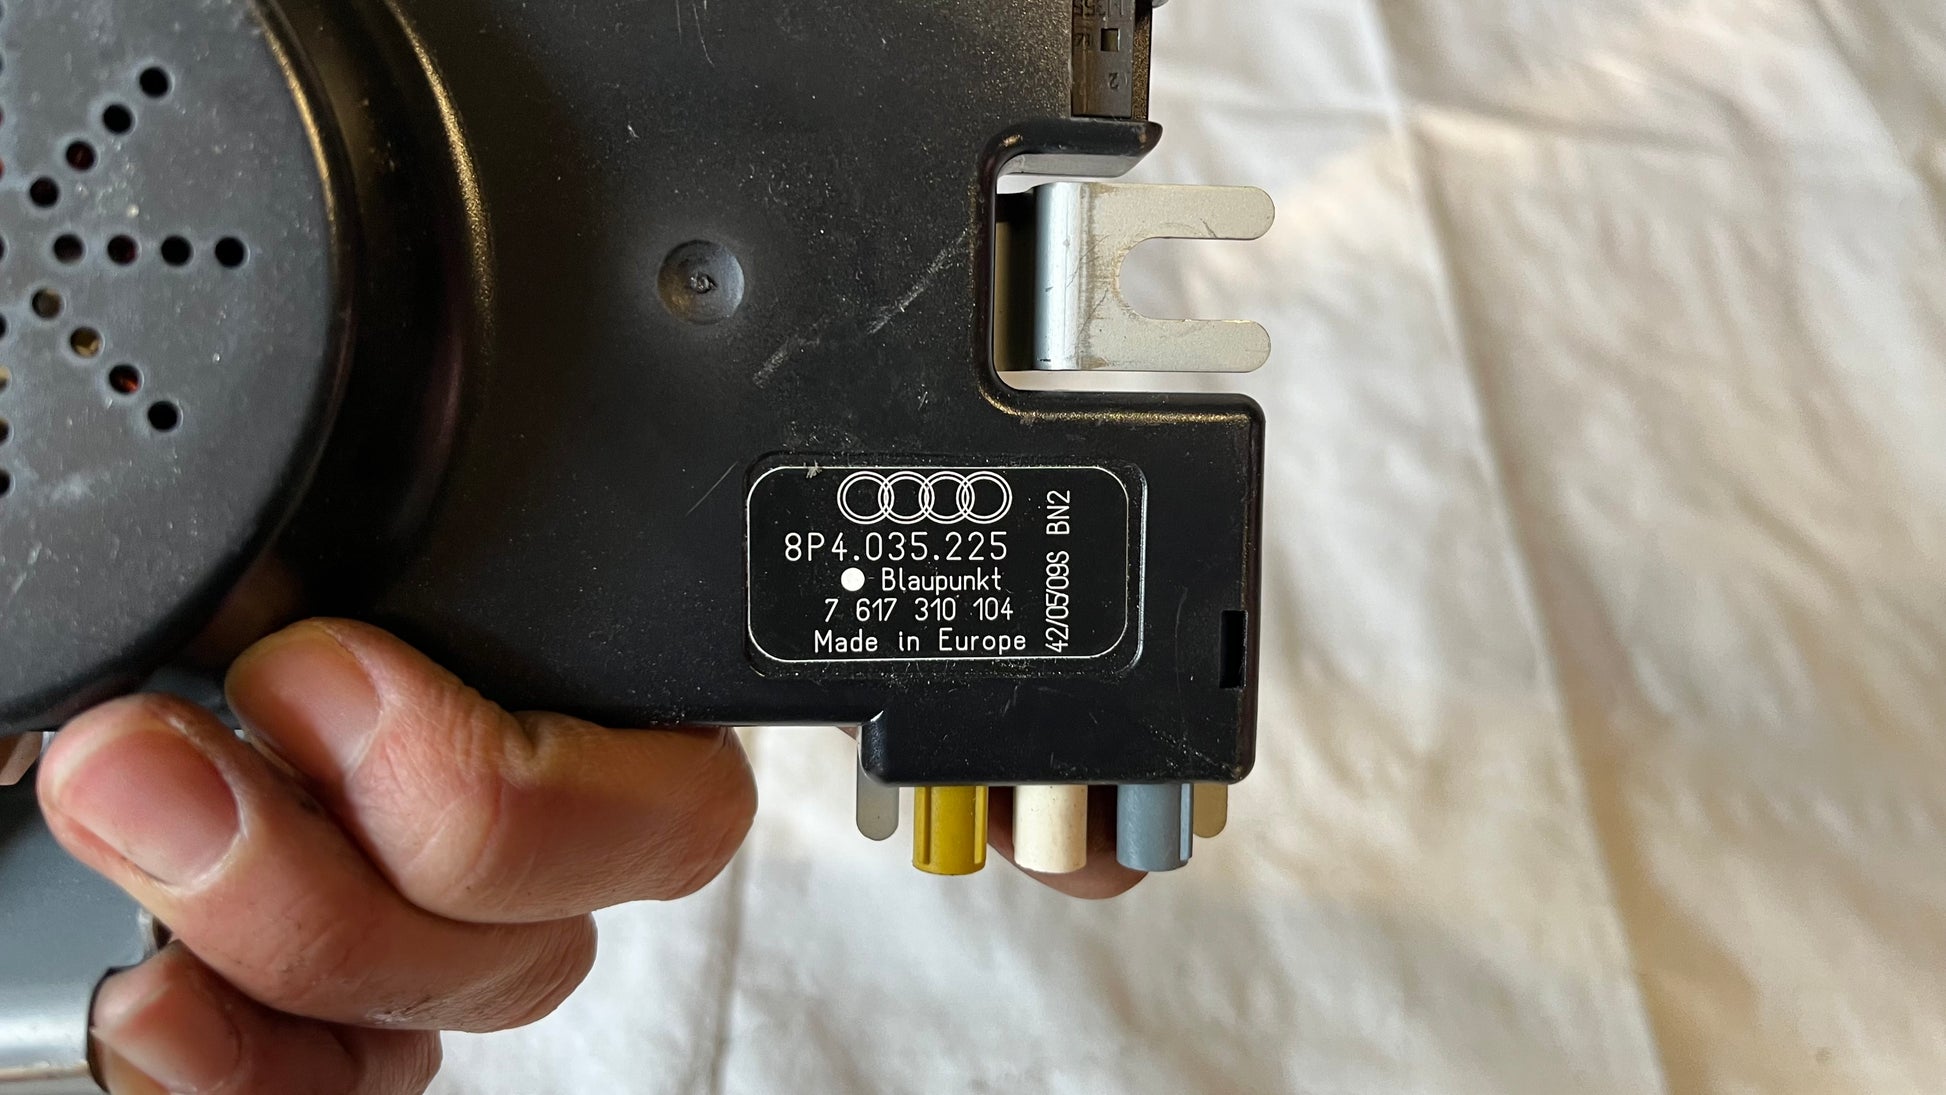 8P4.035.225
Blaupunkt
7 617 310 104
Made in Europe
42/05/09S BN2